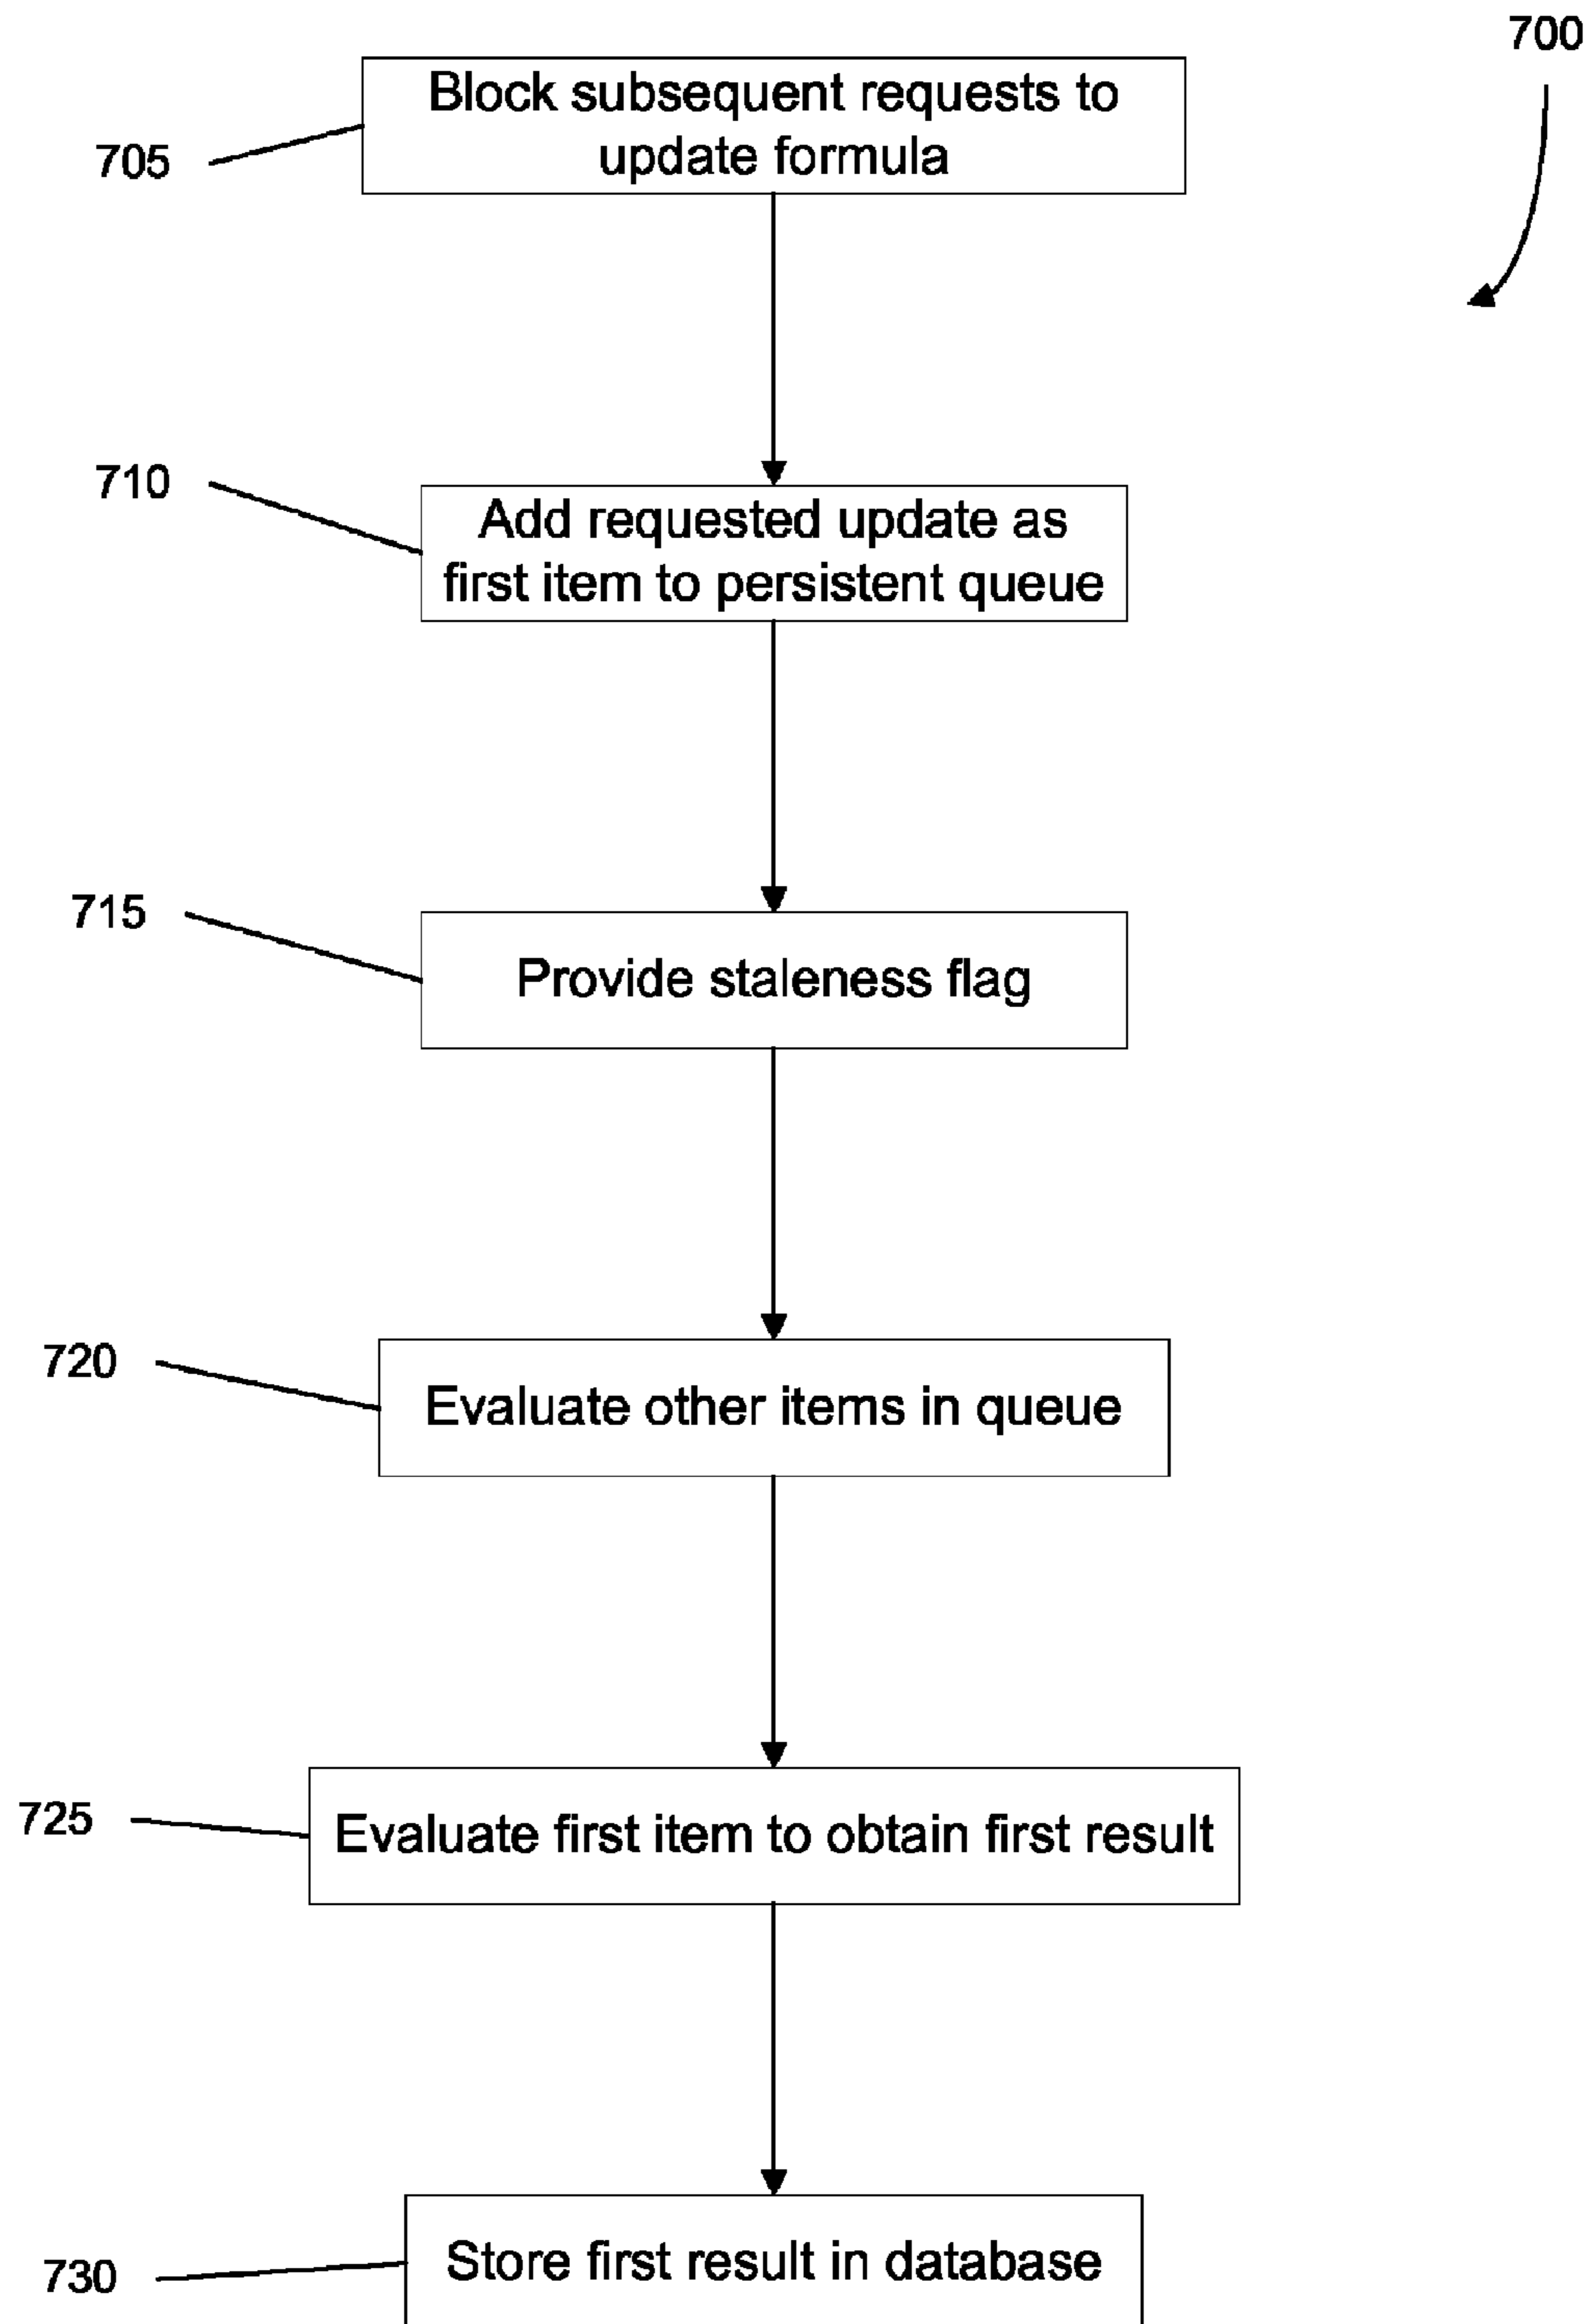 700
Block subsequent requests to
update formula
705
710
Add requested update as
first item to persistent queue
715
Provide staleness flag
720
Evaluate other items in queue
725
Evaluate first item to obtain first result
730
Store first result in database